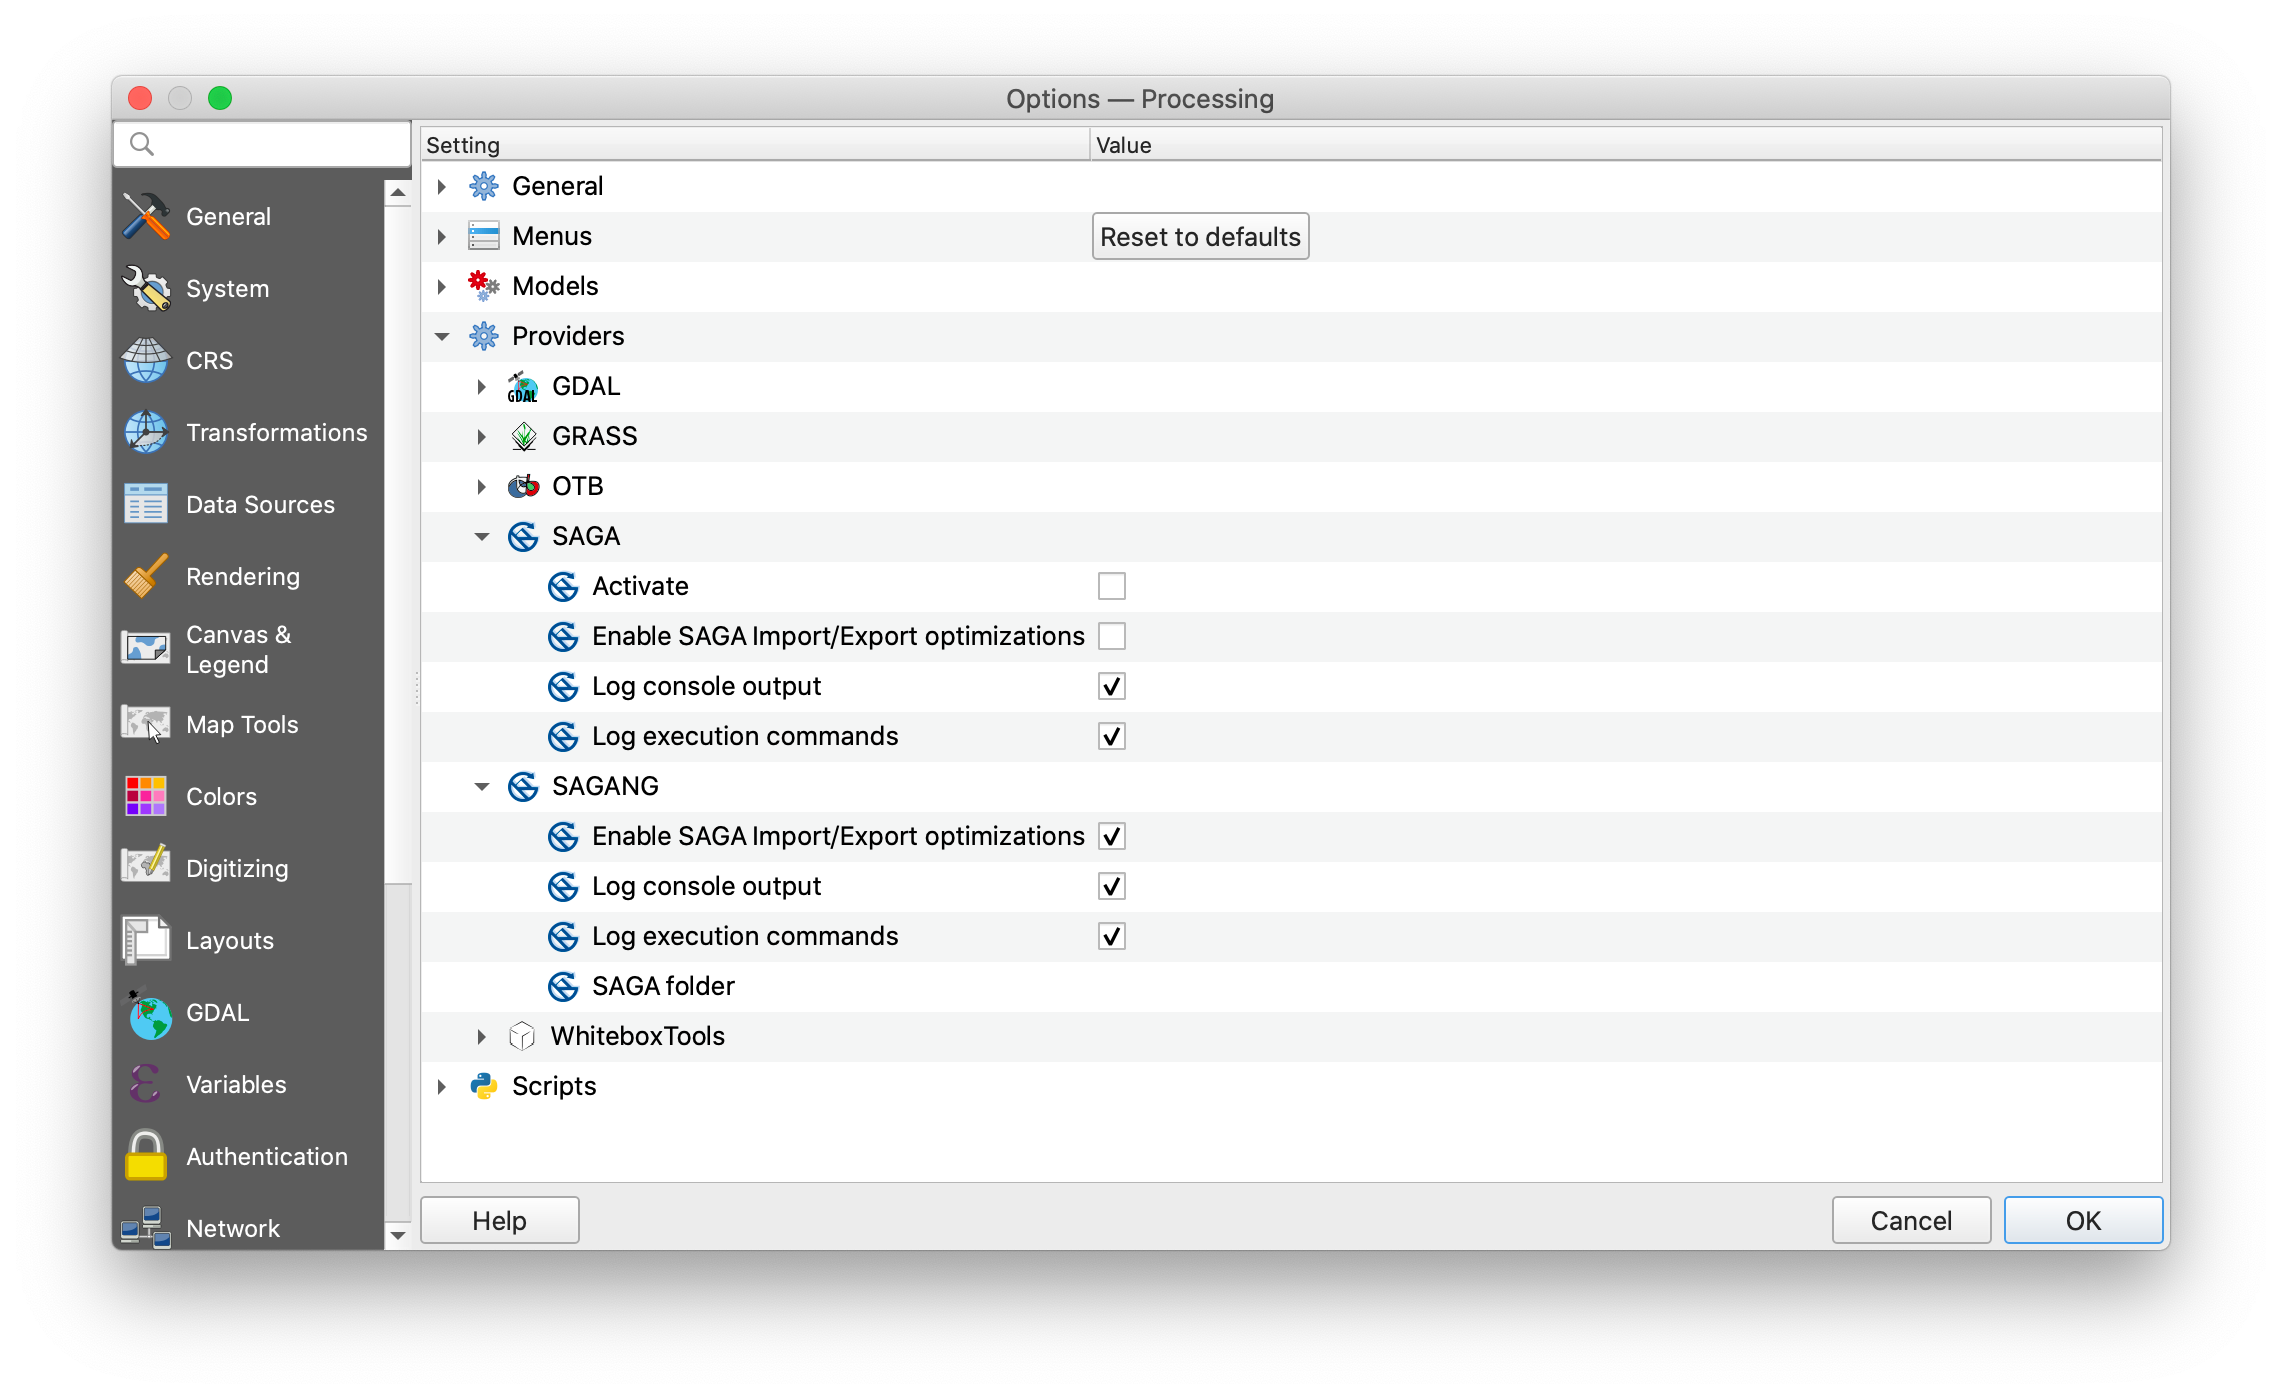 Options — Processing
General
System
CRS
Transformations
Data Sources
Rendering
Canvas &
Legend
Map Tools
Colors
Digitizing
Layouts
GDAL
Variables
Authentication
Network
Setting Value
General
Menus Reset to defaults
Models
Providers
GDAL GDAL
GRASS
OTB
SAGA
Activate
Enable SAGA Import/Export optimizations
Log console output
Log execution commands
SAGANG
Enable SAGA Import/Export optimizations
Log console output
Log execution commands
SAGA folder
WhiteboxTools
Scripts
Help Cancel OK